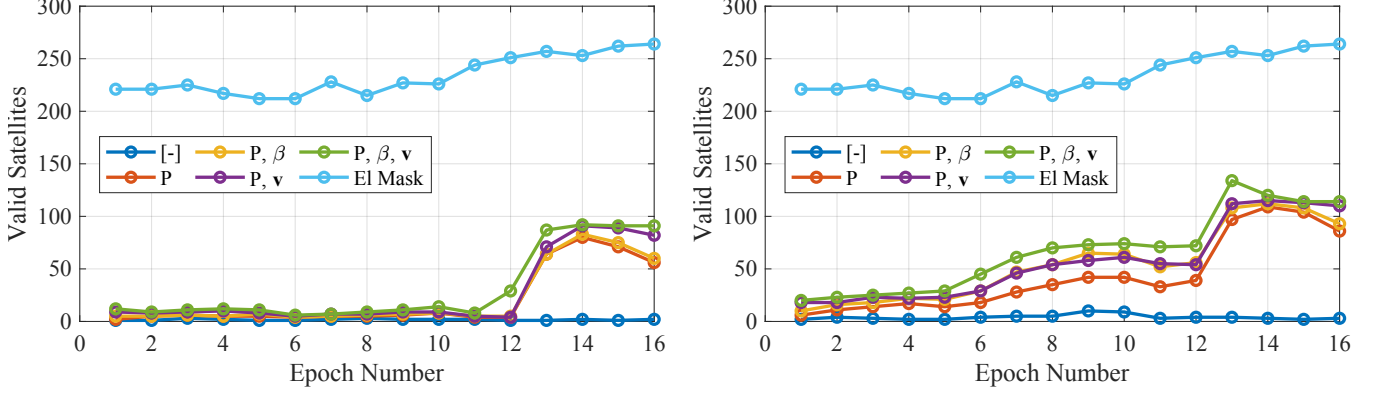 300
250
200
150
100
50
0
Valid Satellites
[-] P, β P, β, v
P P, v El Mask
0 2 4 6 8 10 12 14 16
Epoch Number
300
250
200
150
100
50
0
Valid Satellites
[-] P, β P, β, v
P P, v El Mask
0 2 4 6 8 10 12 14 16
Epoch Number